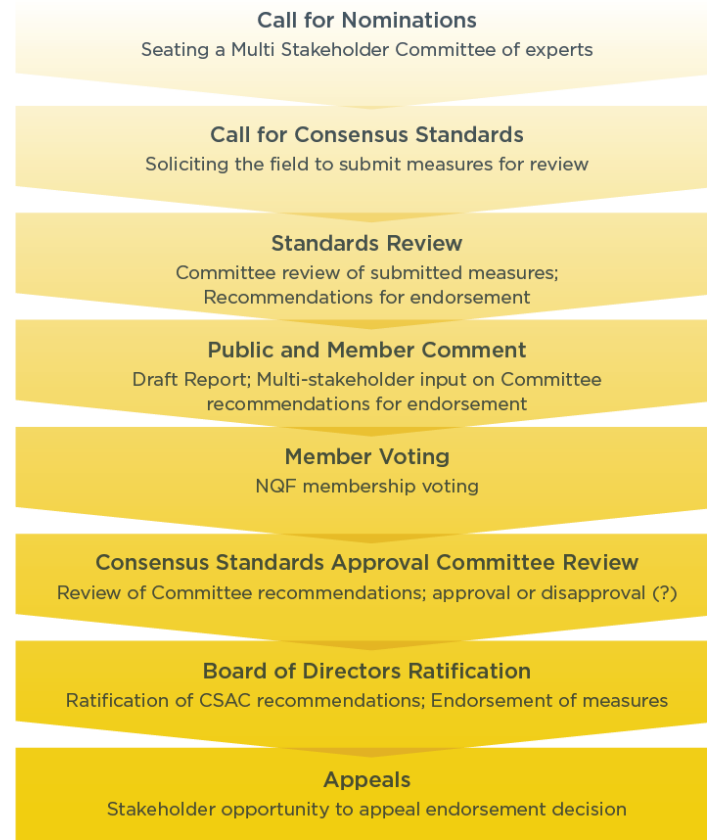 Call for Nominations
Seating a Multi Stakeholder Committee of experts
Call for Consensus Standards
Soliciting the field to submit measures for review
Standards Review
Committee review of submitted measures;
Recommendations for endorsement
Public and Member Comment
Draft Report; Multi-stakeholder input on Committee
recommendations for endorsement
Member Voting
NQF membership voting
Consensus Standards Approval Committee Review
Review of Committee recommendations; approval or disapproval (?)
Board of Directors Ratification
Ratification of CSAC recommendations; Endorsement of measures
Appeals
Stakeholder opportunity to appeal endorsement decision